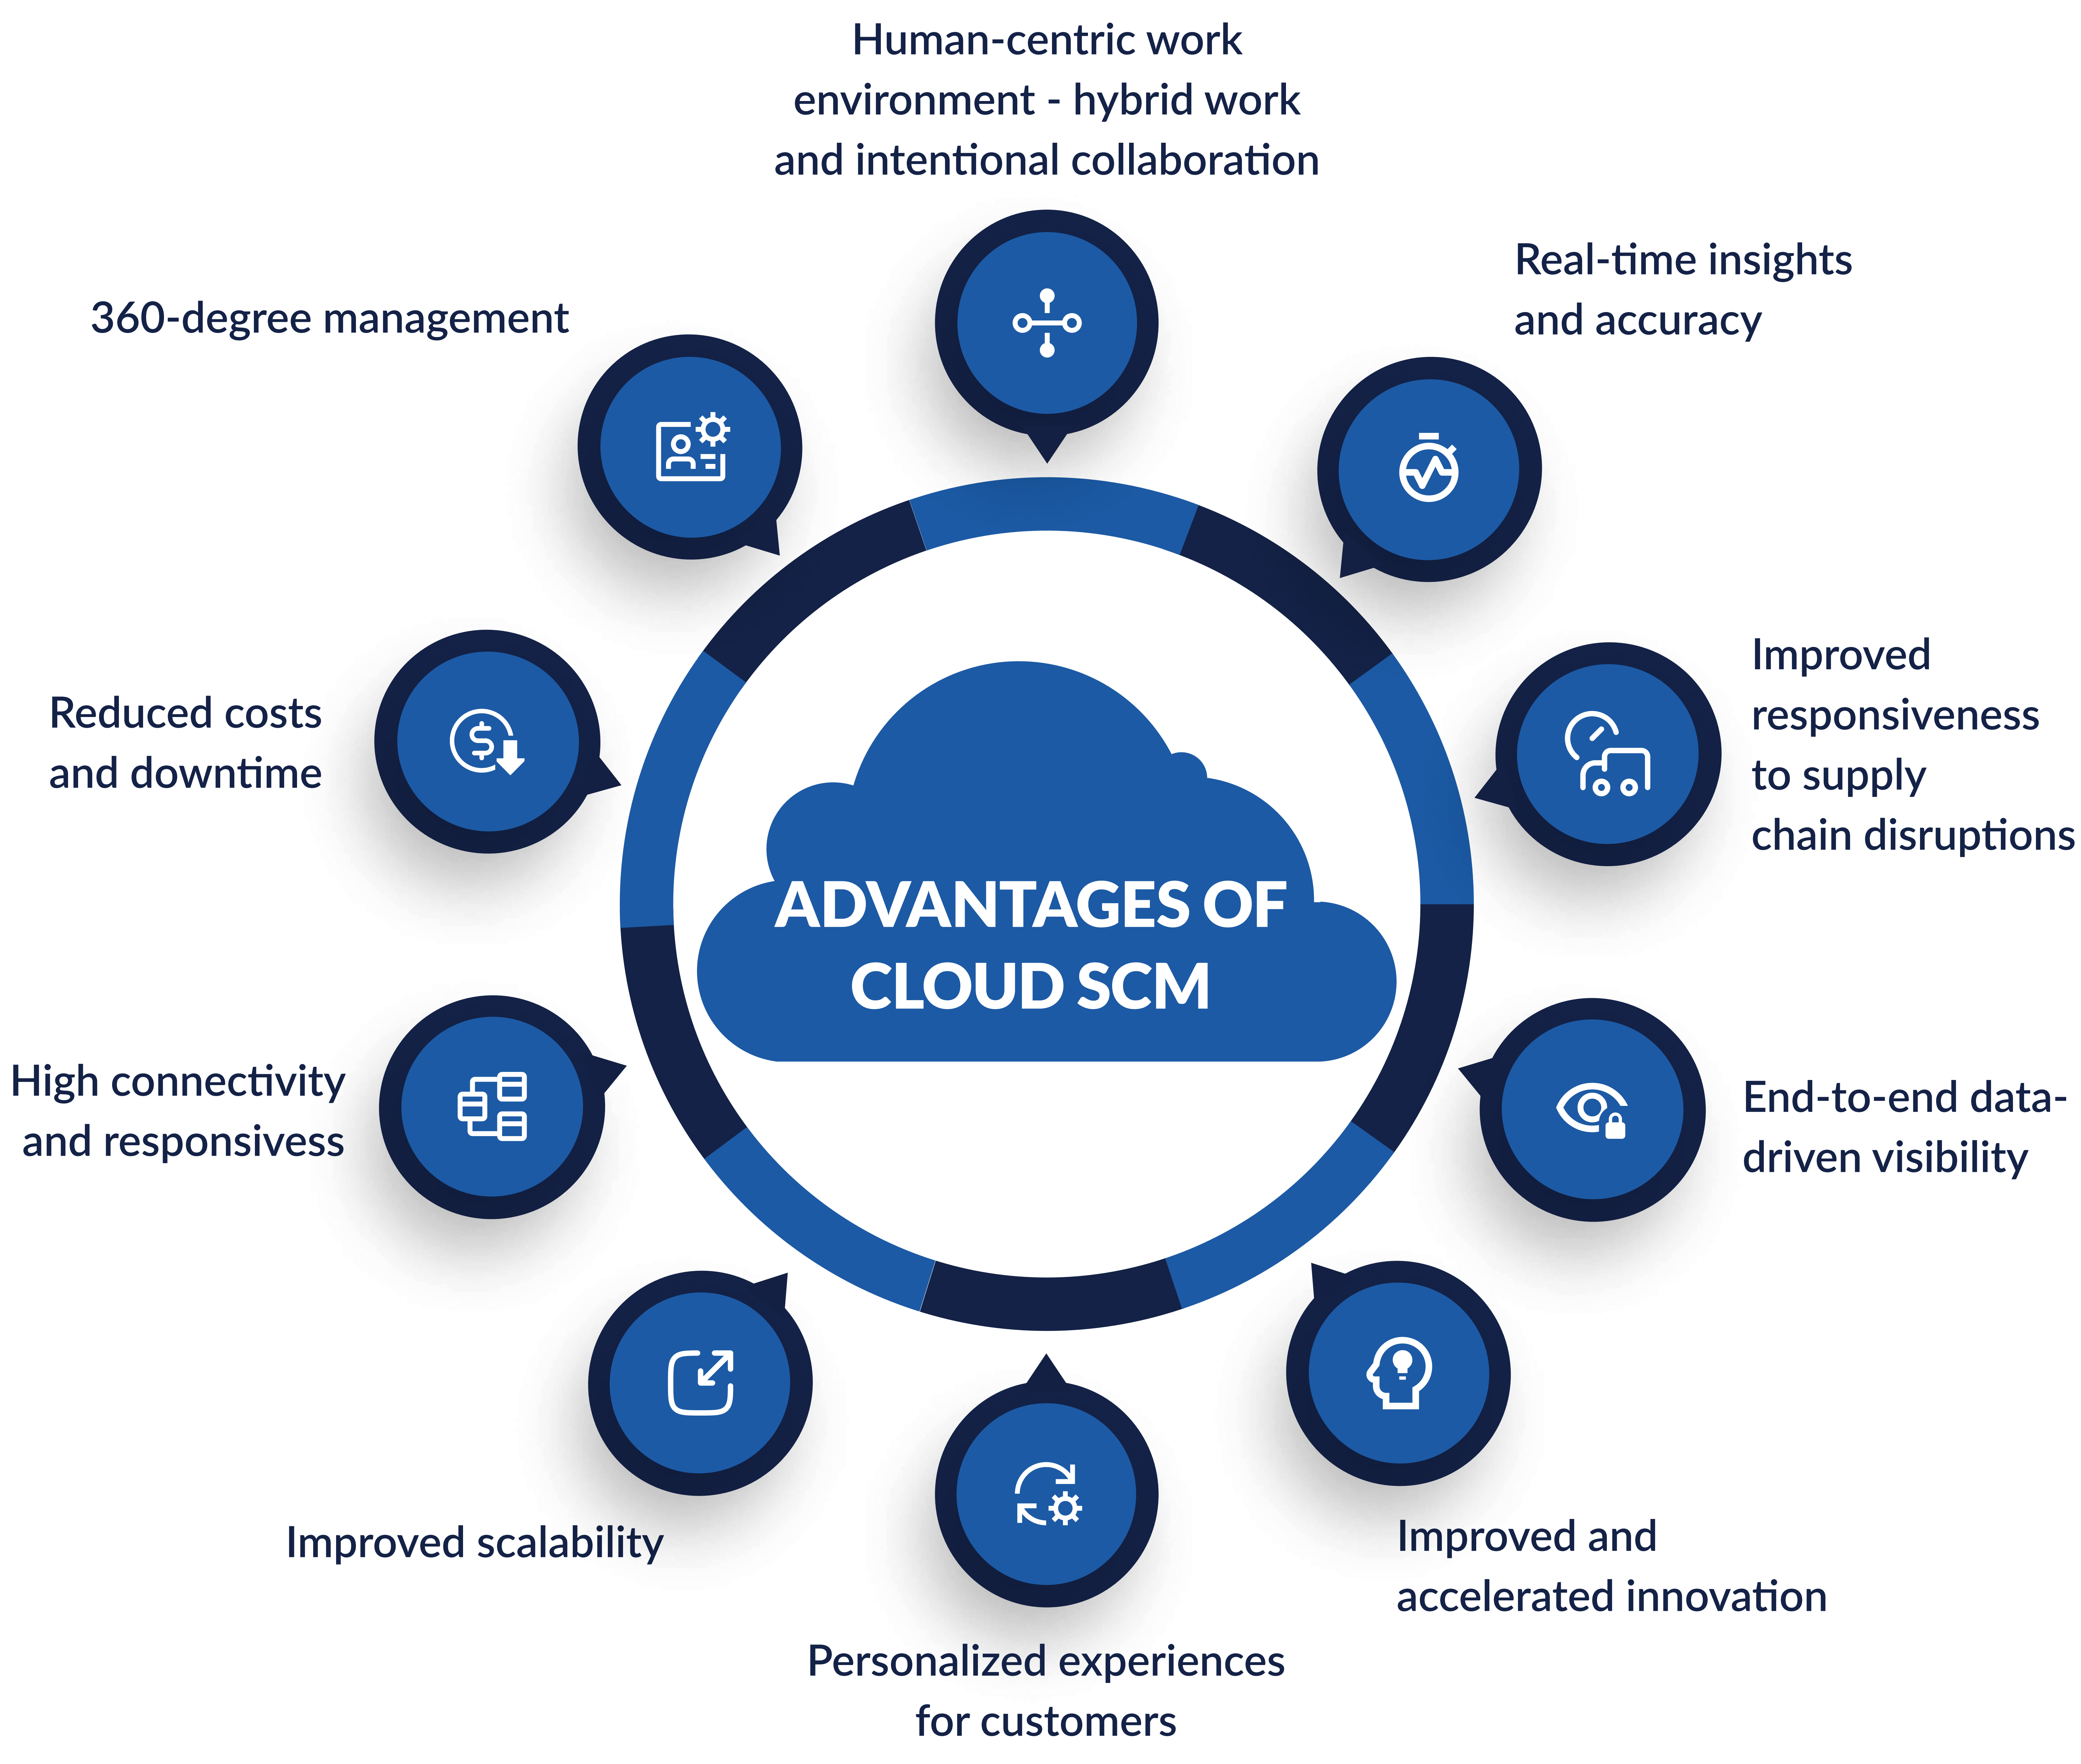 Human-centric work
environment - hybrid work
and intentional collaboration
Real-time insights
and accuracy
360-degree management
Improved
responsiveness
to supply
chain disruptions
Reduced costs
and downtime
ADVANTAGES OF
CLOUD SCM
High connectivity
and responsivess
End-to-end data-
driven visibility
Improved scalability
Improved and
accelerated innovation
Personalized experiences
for customers